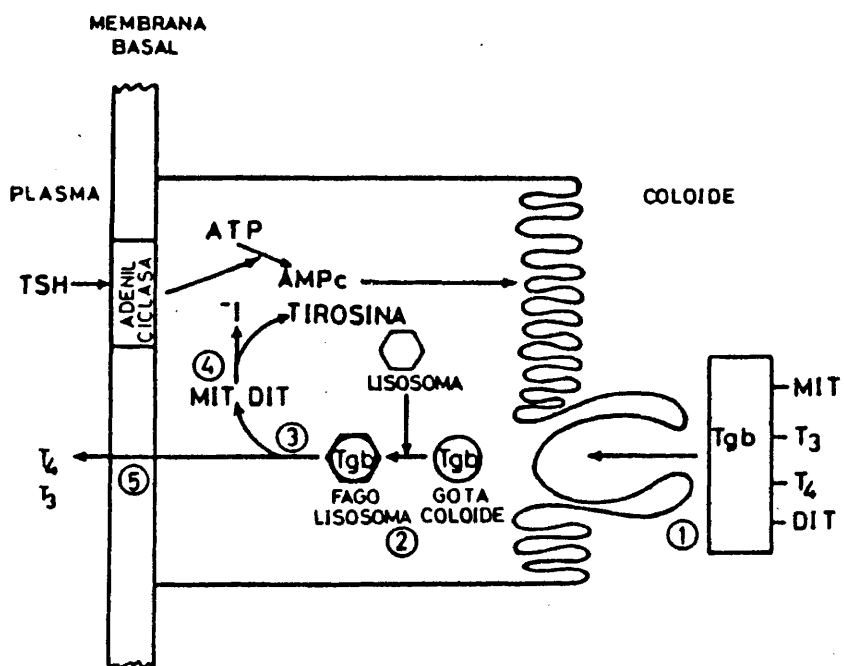 MEMBRANA
BASAL
PLASMA
COLOIDE
ATP
TSH
ADENIL
CICLASA
AMPc
-I
TIROSINA
LISOSOMA
④
MIT DIT
③
Tgb
Tgb
FAGO
LISOSOMA
GOTA
COLOIDE
②
T4
T3
⑤
①
Tgb
MIT
T3
T4
DIT